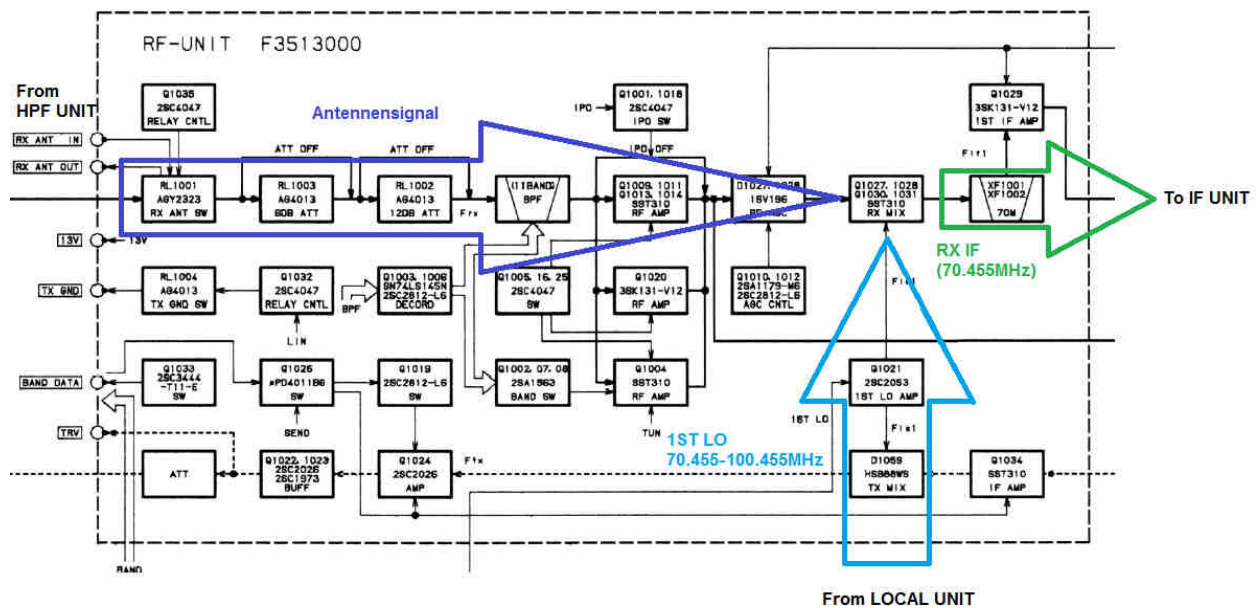 RF-UNIT F3513000
From
HPF UNIT
Q1035
2SC4047
RELAY CNTL
Antennensignal
IPO
Q1001, 1018
2SC4047
IPO SW
Q1029
3SK131-V12
1ST IF AMP
RX ANT IN
RX ANT OUT
ATT OFF
ATT OFF
IPO OFF
Fif1
RL1001
AGY2323
RX ANT SW
RL1003
AG4013
6DB ATT
RL1002
AG4013
12DB ATT
Frx
(11BAND)
BPF
Q1009, 1011
Q1013, 1014
SST310
RF AMP
1SV196
Q1027, 1028
Q1030, 1031
SST310
RX MIX
XF1001
XF1002
70M
To IF UNIT
RX IF
(70.455MHz)
13V
13V
TX GND
RL1004
AG4013
TX GND SW
Q1032
2SC4047
RELAY CNTL
LIN
BPF
Q1003, 1006
SN74LS145N
2SC2812-L6
DECORD
Q1005, 16, 25
2SC4047
SW
Q1020
3SK131-V12
RF AMP
Q1010, 1012
2SA1179-M6
2SC2812-L6
AGC CNTL
BAND DATA
Q1033
2SC3444
-T11-E
SW
Q1026
μPD4011BG
SW
SEND
Q1019
2SC2812-L6
SW
Q1002, 07, 08
2SA1563
BAND SW
Q1004
SST310
RF AMP
TUN
1ST LO
Q1021
2SC2053
1ST LO AMP
Fls1
1ST LO
70.455-100.455MHz
TRV
ATT
Q1022, 1023
2SC2026
2SC1973
BUFF
Q1024
2SC2026
AMP
Ftx
D1059
HSB88WS
TX MIX
Q1034
SST310
IF AMP
BAND
From LOCAL UNIT